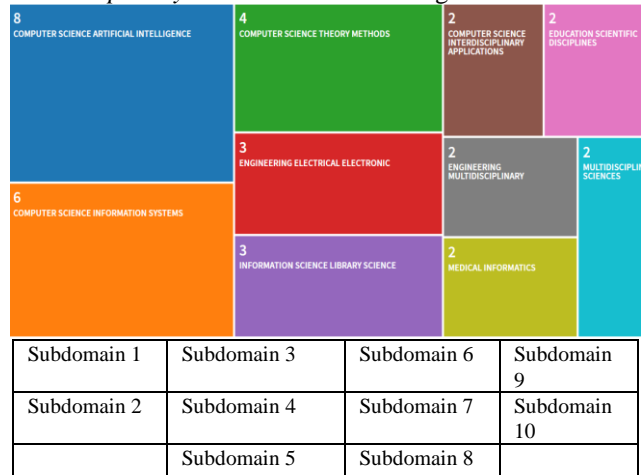 8
COMPUTER SCIENCE ARTIFICIAL INTELLIGENCE
4
COMPUTER SCIENCE THEORY METHODS
2
COMPUTER SCIENCE
INTERDISCIPLINARY
APPLICATIONS
2
EDUCATION SCIENTIFIC
DISCIPLINES
3
ENGINEERING ELECTRICAL ELECTRONIC
2
ENGINEERING
MULTIDISCIPLINARY
2
MULTIDISCIPLIN
SCIENCES
6
COMPUTER SCIENCE INFORMATION SYSTEMS
3
INFORMATION SCIENCE LIBRARY SCIENCE
2
MEDICAL INFORMATICS
Subdomain 1 Subdomain 3 Subdomain 6 Subdomain
9
Subdomain 2 Subdomain 4 Subdomain 7 Subdomain
10
Subdomain 5 Subdomain 8